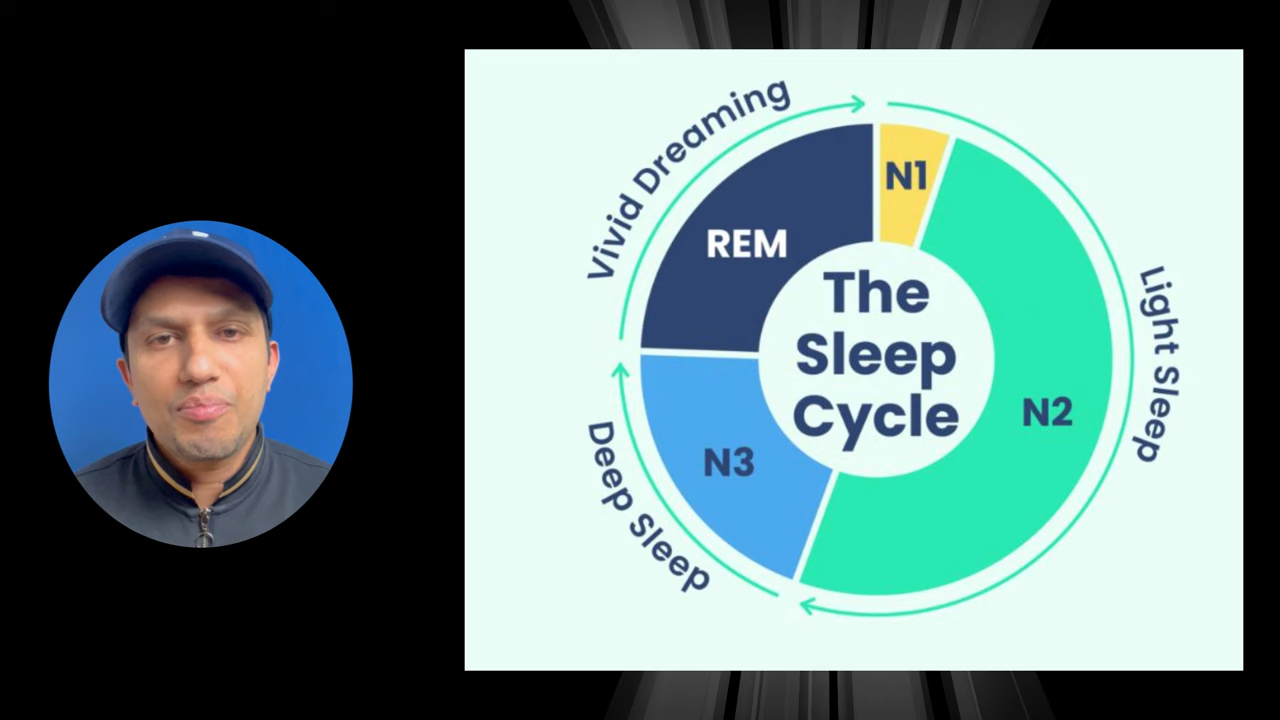 Vivid Dreaming
N1
REM
The
Sleep
Cycle
Light Sleep
N2
N3
Deep Sleep